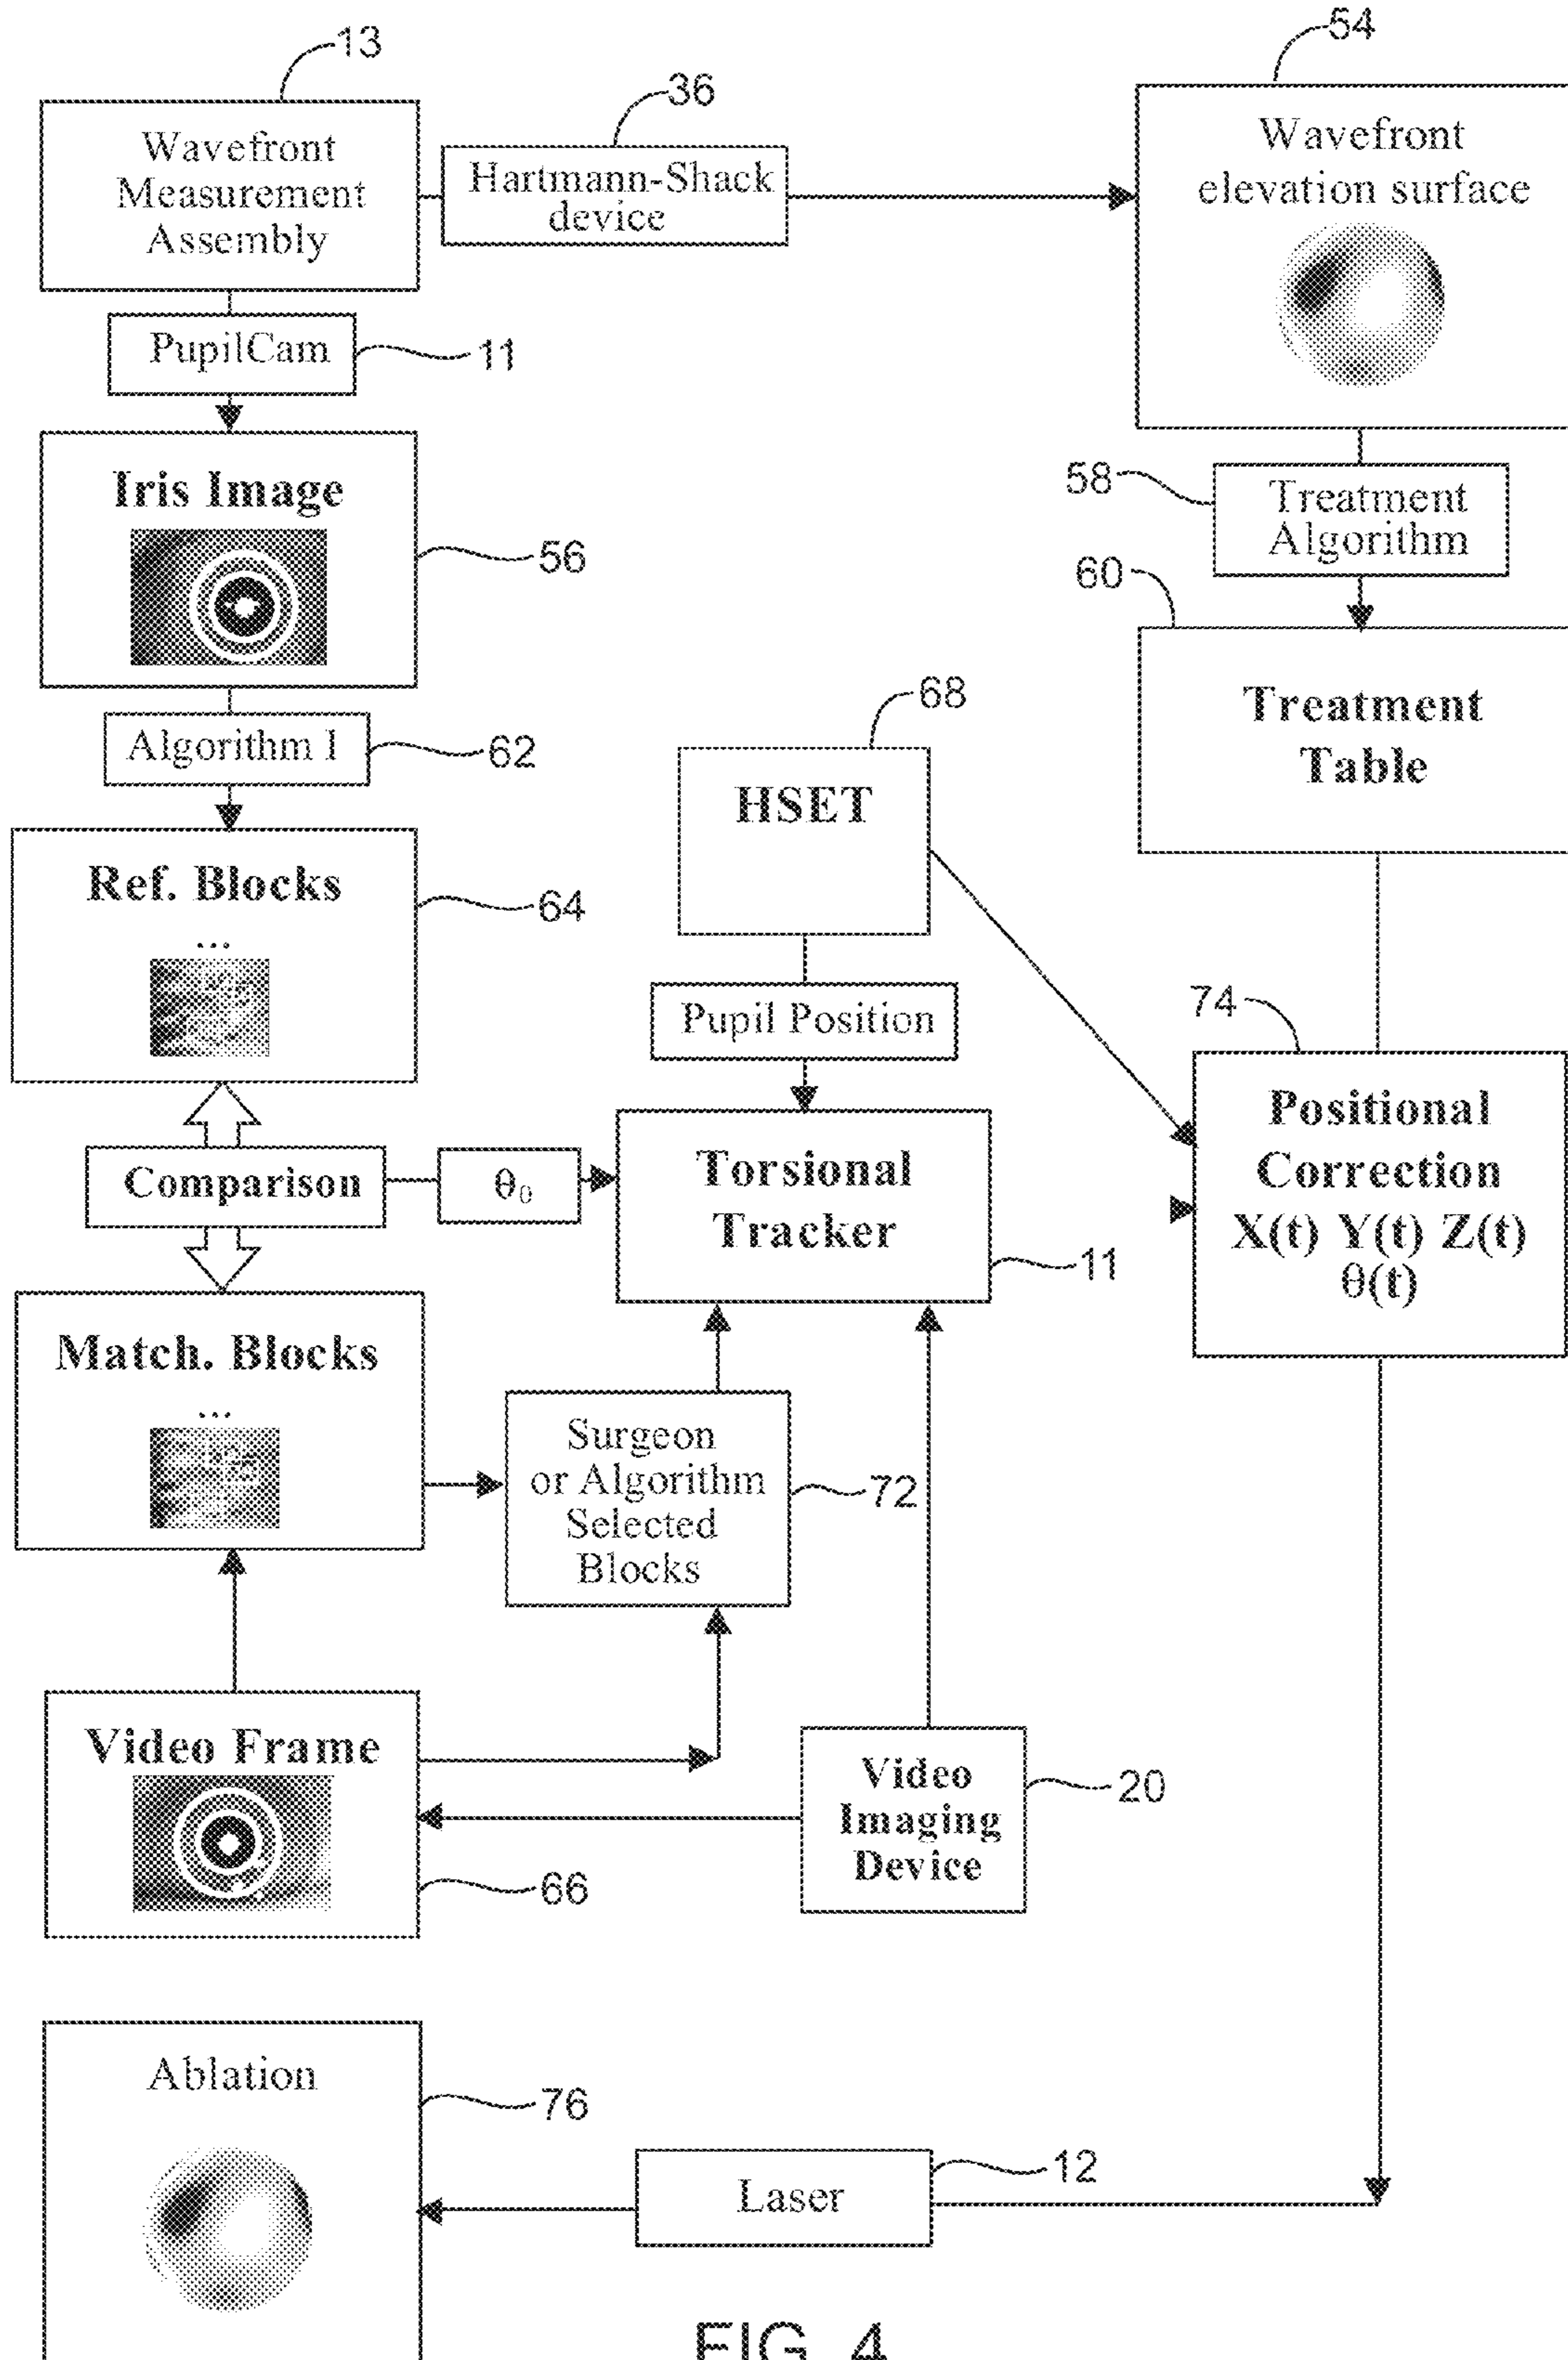 13
54
36
Wavefront
Measurement
Assembly
Hartmann-Shack
device
Wavefront
elevation surface
PupilCam
11
Iris Image
56
58
Treatment
Algorithm
60
Algorithm 1
62
68
HSET
Treatment
Table
Ref. Blocks
...
64
Pupil Position
74
Positional
Correction
X(t) Y(t) Z(t)
θ(t)
Comparison
θ0
Torsional
Tracker
11
Match. Blocks
...
Surgeon
or Algorithm
Selected
Blocks
72
Video Frame
66
Video
Imaging
Device
20
Ablation
76
Laser
12
FIG. 4